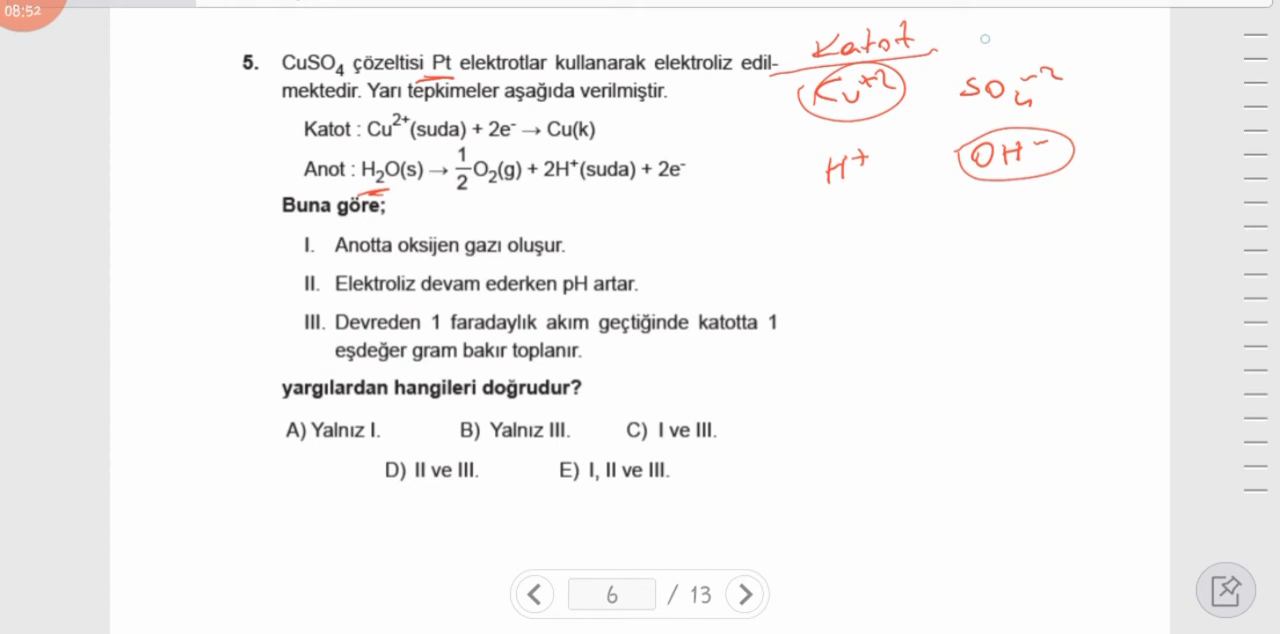 08:52
5. CuSO₄ çözeltisi Pt elektrotlar kullanarak elektroliz edil-
mektedir. Yarı tepkimeler aşağıda verilmiştir.
Katot : Cu²⁺(suda) + 2e⁻ → Cu(k)
Anot : H₂O(s) → 1/2 O₂(g) + 2H⁺(suda) + 2e⁻
Buna göre;
I. Anotta oksijen gazı oluşur.
II. Elektroliz devam ederken pH artar.
III. Devreden 1 faradaylık akım geçtiğinde katotta 1
eşdeğer gram bakır toplanır.
yargılardan hangileri doğrudur?
A) Yalnız I. B) Yalnız III. C) I ve III.
D) II ve III. E) I, II ve III.
Katot
Cu⁺² SO₄⁻²
H⁺ OH⁻
6 / 13